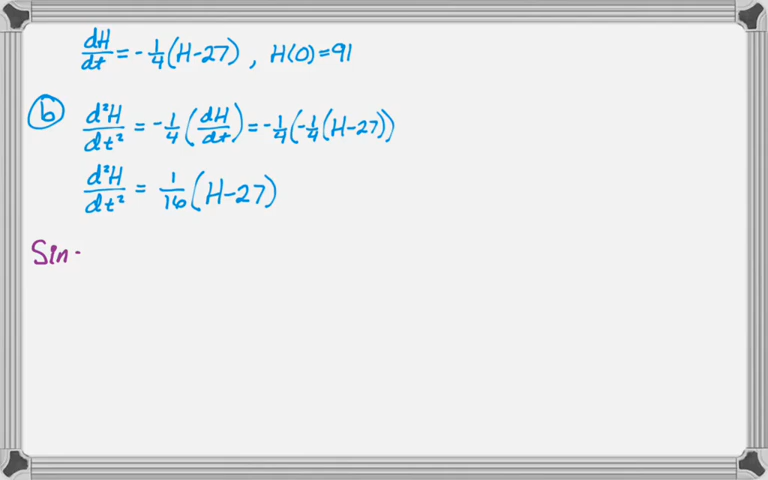 dH/dt = -1/4(H-27) , H(0)=91
b d²H/dt² = -1/4(dH/dt) = -1/4(-1/4(H-27))
d²H/dt² = 1/16(H-27)
Sin